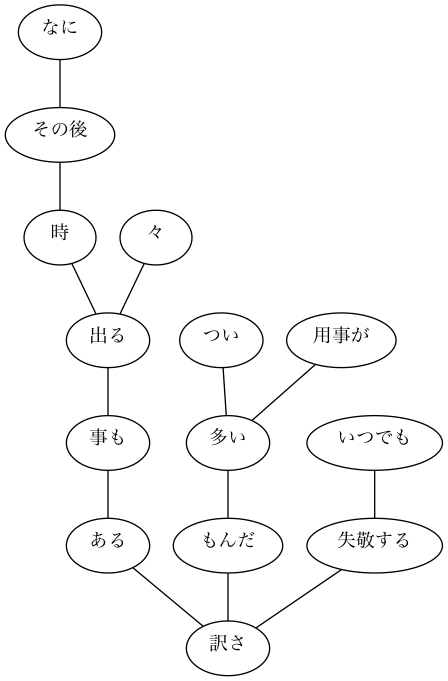 なに
その後
時 々
出る つい 用事が
事も 多い いつでも
ある もんだ 失敬する
訳さ